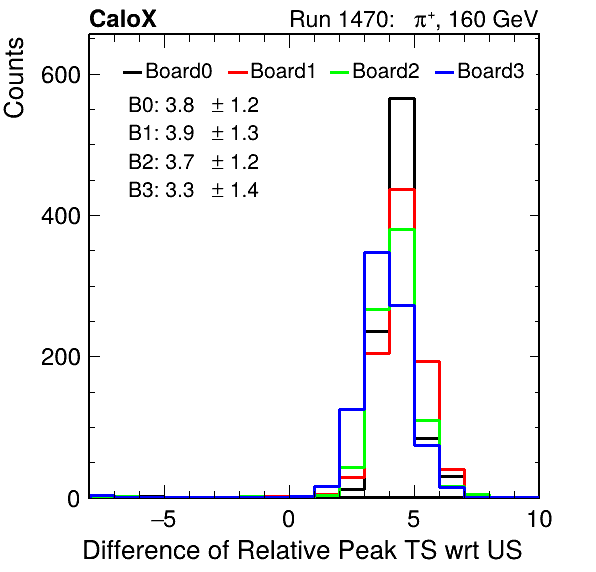 CaloX Run 1470: π⁺, 160 GeV
Counts
Board0 Board1 Board2 Board3
B0: 3.8 ± 1.2
B1: 3.9 ± 1.3
B2: 3.7 ± 1.2
B3: 3.3 ± 1.4
600
400
200
0
−5 0 5 10
Difference of Relative Peak TS wrt US